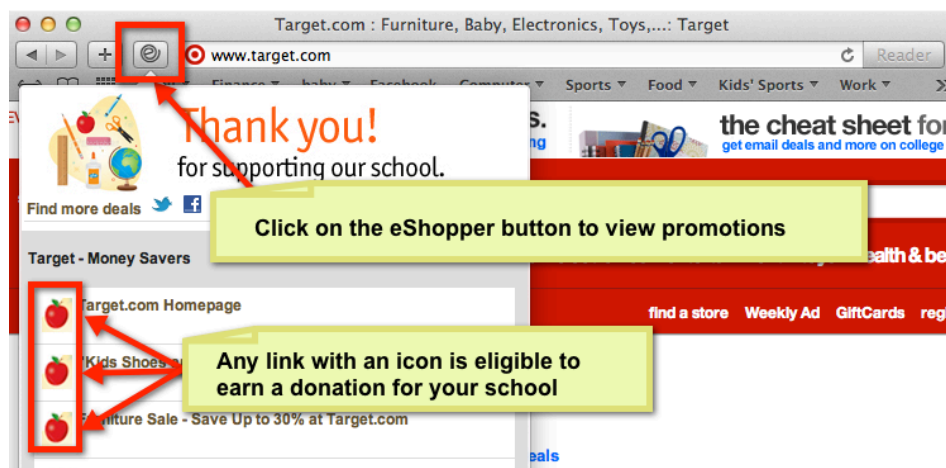 Target.com : Furniture, Baby, Electronics, Toys,...: Target
www.target.com
Reader
Finance baby Facebook Computer Sports Food Kids' Sports Work
Thank you!
for supporting our school.
Find more deals
the cheat sheet for
get email deals and more on college
Click on the eShopper button to view promotions
Target - Money Savers
Target.com Homepage
find a store Weekly Ad GiftCards
"Kids Shoes
Any link with an icon is eligible to
earn a donation for your school
Furniture Sale - Save Up to 30% at Target.com